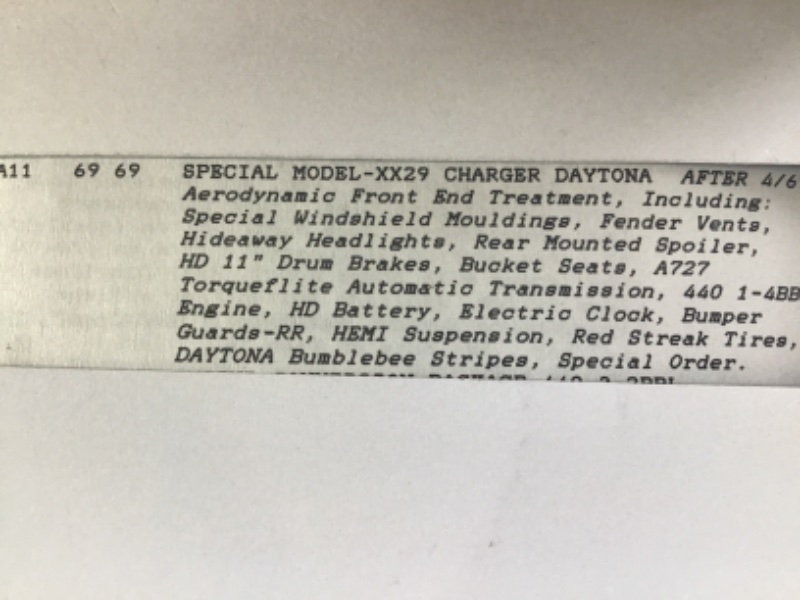 A11 69 69 SPECIAL MODEL-XX29 CHARGER DAYTONA AFTER 4/6
Aerodynamic Front End Treatment, Including:
Special Windshield Mouldings, Fender Vents,
Hideaway Headlights, Rear Mounted Spoiler,
HD 11" Drum Brakes, Bucket Seats, A727
Torqueflite Automatic Transmission, 440 1-4BB
Engine, HD Battery, Electric Clock, Bumper
Guards-RR, HEMI Suspension, Red Streak Tires,
DAYTONA Bumblebee Stripes, Special Order.